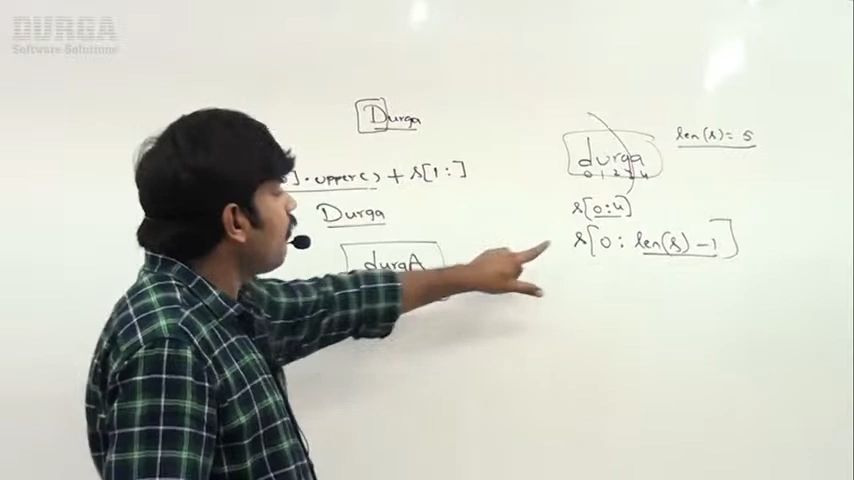 DURGA
Software Solutions
Durga
].upper() + s[1:]
Durga
durgA
len(s)= 5
durga
0 1 2 3 4
s[0:4]
s[0: len(s) -1]